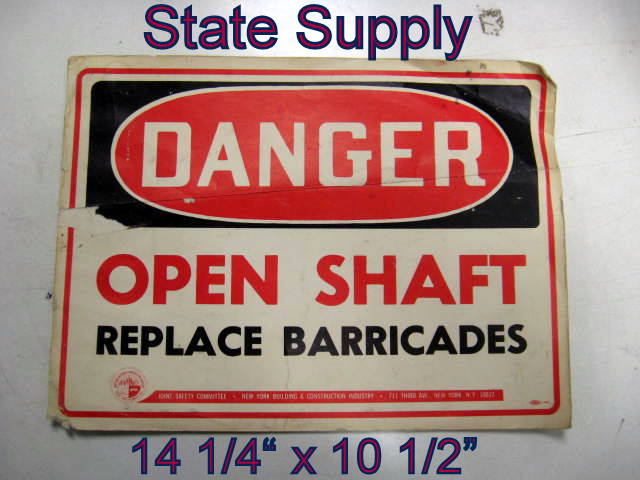 State Supply
DANGER
OPEN SHAFT
REPLACE BARRICADES
JOINT SAFETY COMMITTEE • NEW YORK BUILDING & CONSTRUCTION INDUSTRY • 711 THIRD AVE. NEW YORK N.Y. 10017
14 1/4“ x 10 1/2”